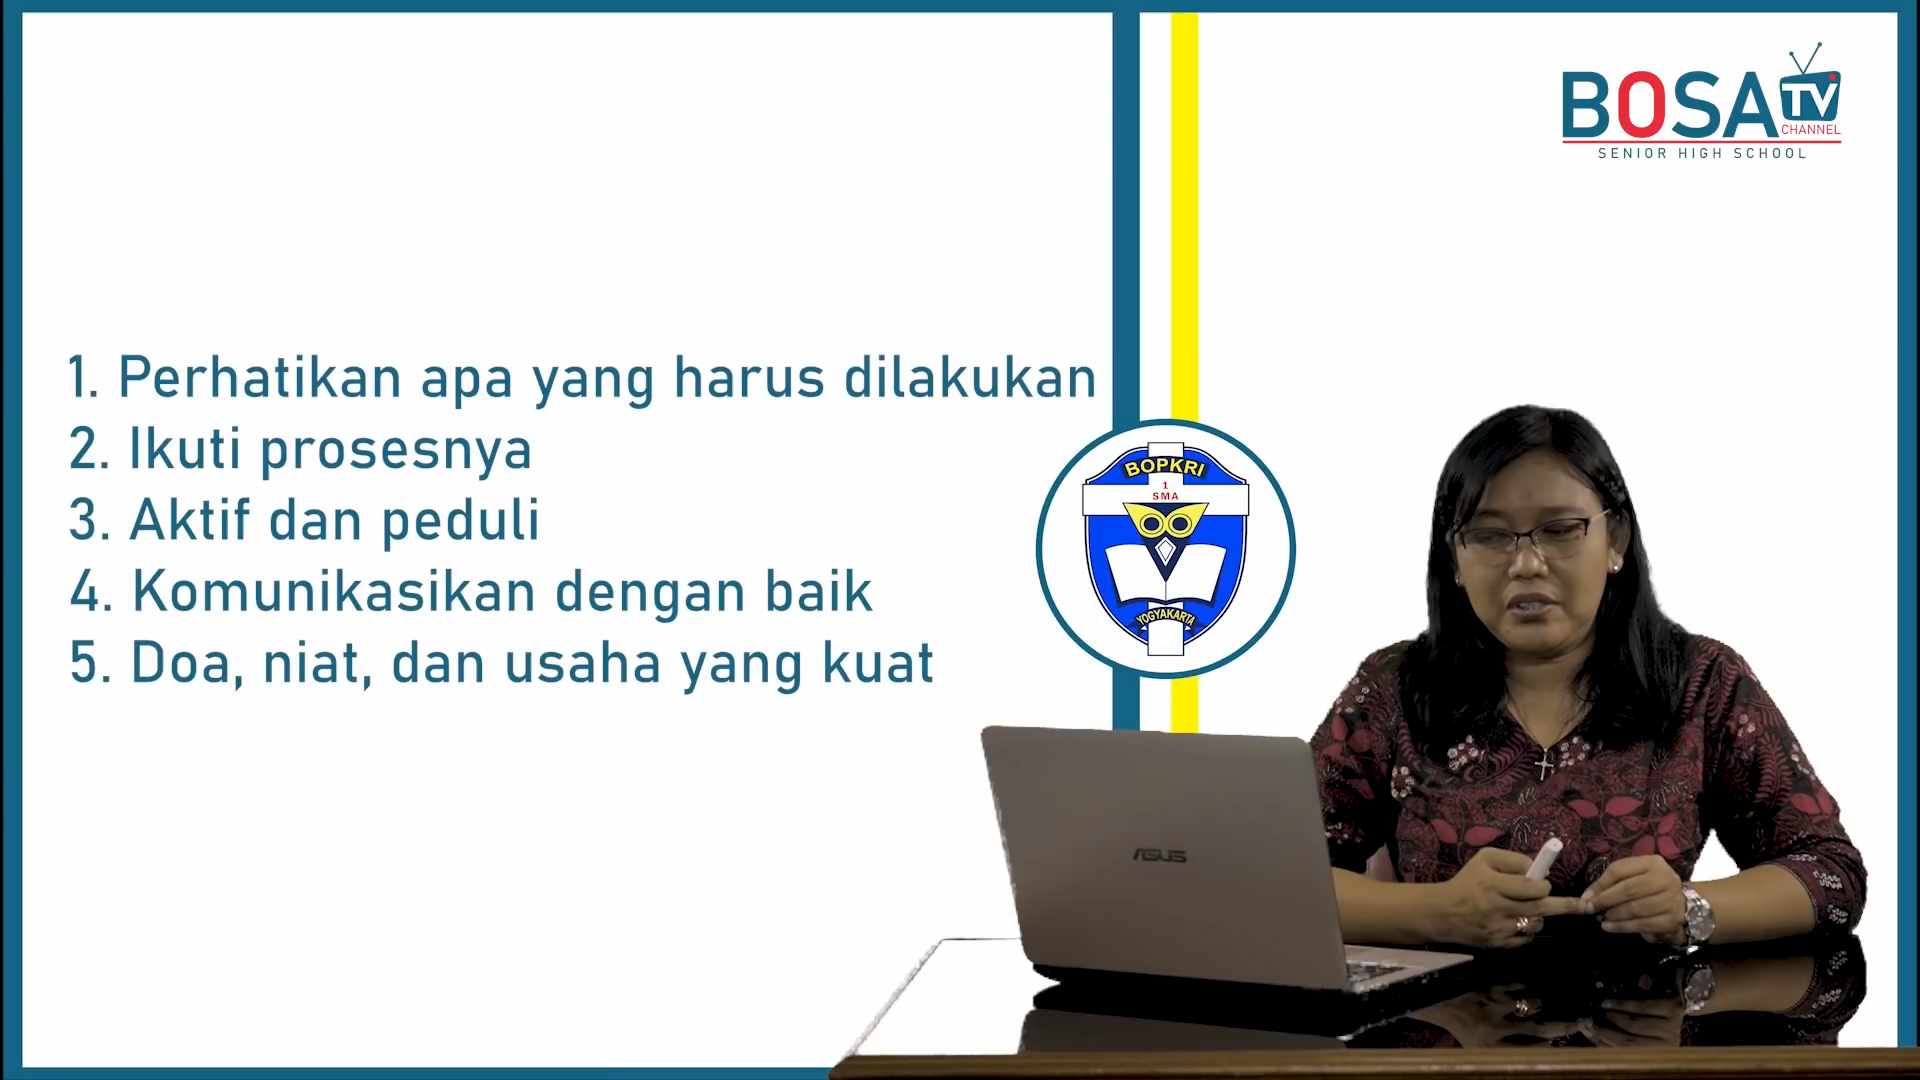 BOSA TV
CHANNEL
SENIOR HIGH SCHOOL
1. Perhatikan apa yang harus dilakukan
2. Ikuti prosesnya
3. Aktif dan peduli
4. Komunikasikan dengan baik
5. Doa, niat, dan usaha yang kuat
BOPKRI
1
SMA
YOGYAKARTA
ASUS